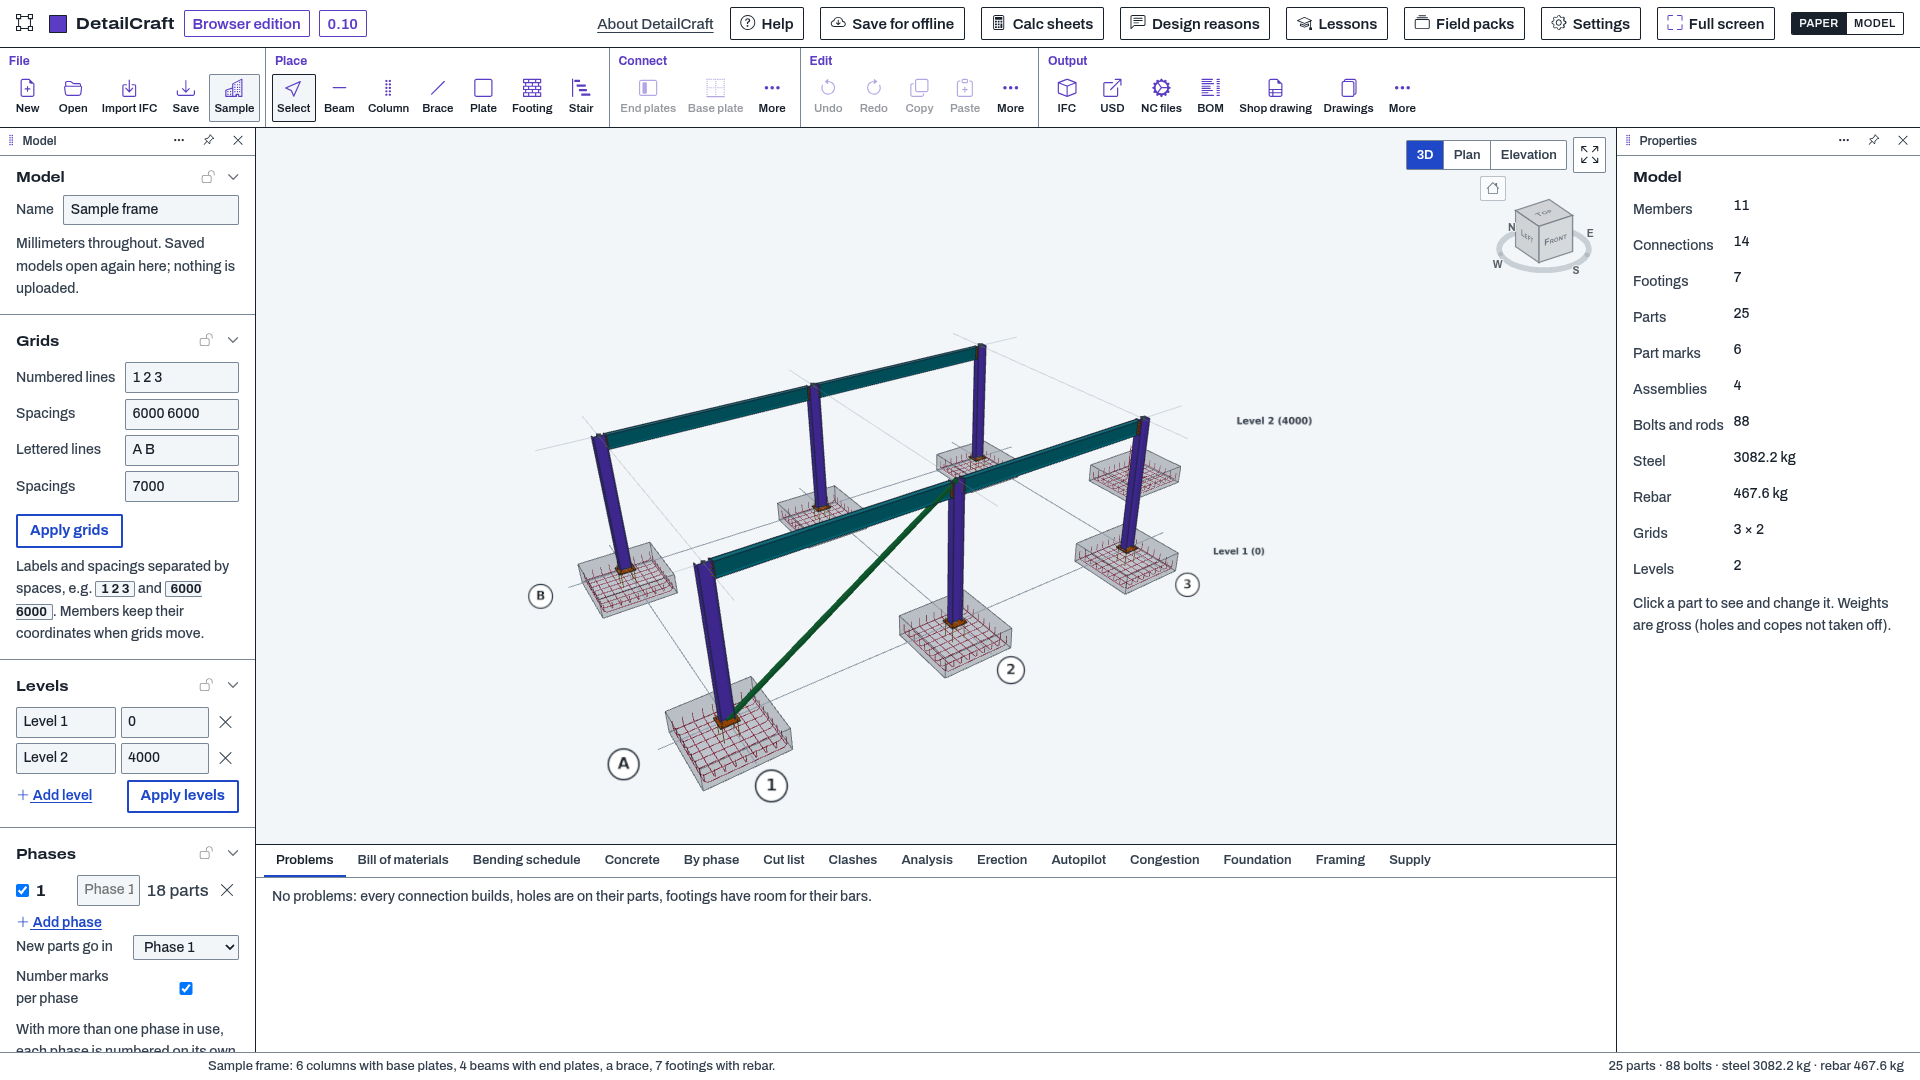 DetailCraft
Browser edition
0.10
About DetailCraft
Help
Save for offline
Calc sheets
Design reasons
Lessons
Field packs
Settings
Full screen
PAPER
MODEL
File
Place
Connect
Edit
Output
New
Open
Import IFC
Save
Sample
Select
Beam
Column
Brace
Plate
Footing
Stair
End plates
Base plate
More
Undo
Redo
Copy
Paste
More
IFC
USD
NC files
BOM
Shop drawing
Drawings
More
Model
Model
Name
Sample frame
Millimeters throughout. Saved
models open again here; nothing is
uploaded.
Grids
Numbered lines
1 2 3
Spacings
6000 6000
Lettered lines
A B
Spacings
7000
Apply grids
Labels and spacings separated by
spaces, e.g. 1 2 3 and 6000
6000 . Members keep their
coordinates when grids move.
Levels
Level 1
0
Level 2
4000
Add level
Apply levels
Phases
1
Phase 1
18 parts
Add phase
New parts go in
Phase 1
Number marks
per phase
With more than one phase in use,
each phase is numbered on its own
3D
Plan
Elevation
TOP
LEFT
FRONT
N
E
W
S
Level 2 (4000)
Level 1 (0)
B
3
2
A
1
Problems
Bill of materials
Bending schedule
Concrete
By phase
Cut list
Clashes
Analysis
Erection
Autopilot
Congestion
Foundation
Framing
Supply
No problems: every connection builds, holes are on their parts, footings have room for their bars.
Properties
Model
Members 11
Connections 14
Footings 7
Parts 25
Part marks 6
Assemblies 4
Bolts and rods 88
Steel 3082.2 kg
Rebar 467.6 kg
Grids 3 × 2
Levels 2
Click a part to see and change it. Weights
are gross (holes and copes not taken off).
Sample frame: 6 columns with base plates, 4 beams with end plates, a brace, 7 footings with rebar.
25 parts · 88 bolts · steel 3082.2 kg · rebar 467.6 kg